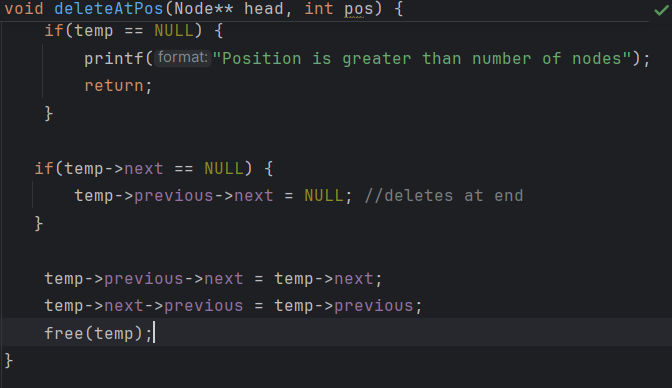 void deleteAtPos(Node** head, int pos) {
if(temp == NULL) {
printf(format:"Position is greater than number of nodes");
return;
}
if(temp->next == NULL) {
temp->previous->next = NULL; //deletes at end
}
temp->previous->next = temp->next;
temp->next->previous = temp->previous;
free(temp);
}